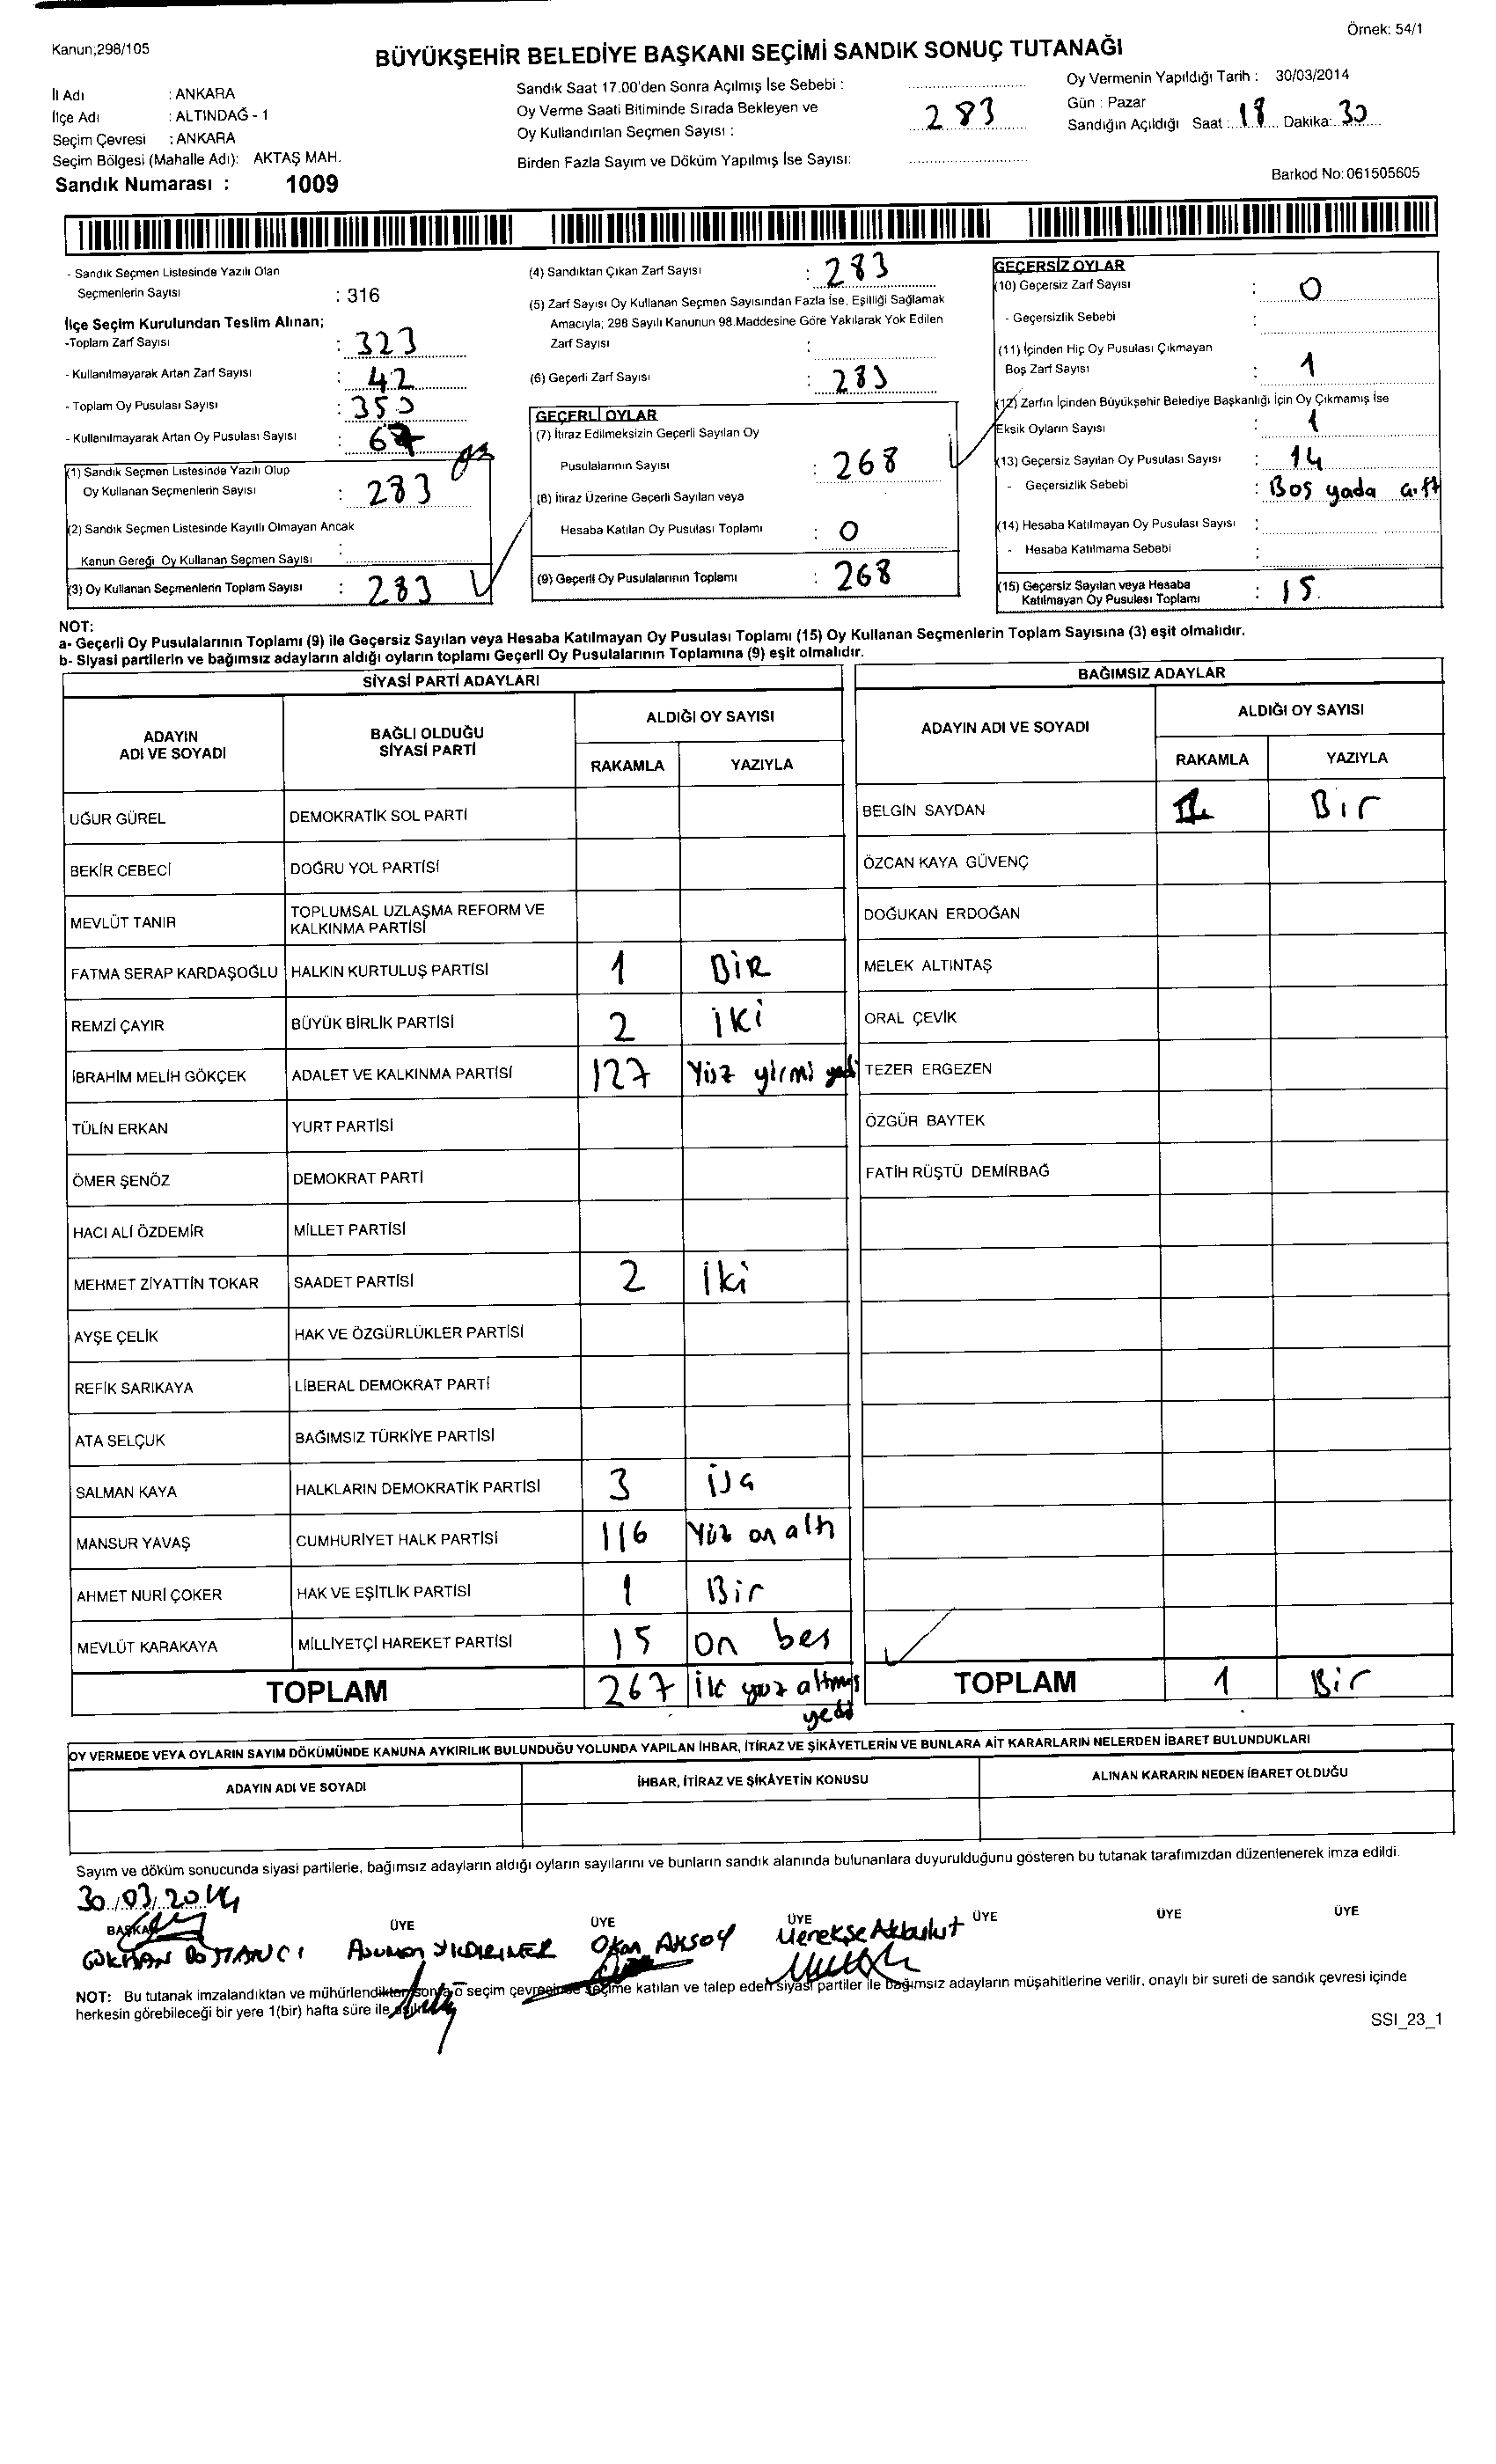 Örnek: 54/1
Kanun;298/105
BÜYÜKŞEHİR BELEDİYE BAŞKANI SEÇİMİ SANDIK SONUÇ TUTANAĞI
İl Adı : ANKARA
İlçe Adı : ALTINDAĞ - 1
Seçim Çevresi : ANKARA
Seçim Bölgesi (Mahalle Adı): AKTAŞ MAH.
Sandık Numarası : 1009
Sandık Saat 17.00'den Sonra Açılmış İse Sebebi :
Oy Verme Saati Bitiminde Sırada Bekleyen ve
Oy Kullandırılan Seçmen Sayısı : 283
Birden Fazla Sayım ve Döküm Yapılmış İse Sayısı:
Oy Vermenin Yapıldığı Tarih : 30/03/2014
Gün : Pazar
Sandığın Açıldığı Saat : 18 Dakika: 30
Barkod No: 061505605
- Sandık Seçmen Listesinde Yazılı Olan
Seçmenlerin Sayısı : 316
İlçe Seçim Kurulundan Teslim Alınan;
-Toplam Zarf Sayısı : 323
- Kullanılmayarak Artan Zarf Sayısı : 42
- Toplam Oy Pusulası Sayısı : 350
- Kullanılmayarak Artan Oy Pusulası Sayısı : 67
(1) Sandık Seçmen Listesinde Yazılı Olup
Oy Kullanan Seçmenlerin Sayısı : 283
(2) Sandık Seçmen Listesinde Kayıtlı Olmayan Ancak
Kanun Gereği Oy Kullanan Seçmen Sayısı :
(3) Oy Kullanan Seçmenlerin Toplam Sayısı : 283
(4) Sandıktan Çıkan Zarf Sayısı : 283
(5) Zarf Sayısı Oy Kullanan Seçmen Sayısından Fazla İse, Eşitliği Sağlamak
Amacıyla; 298 Sayılı Kanunun 98.Maddesine Göre Yakılarak Yok Edilen
Zarf Sayısı :
(6) Geçerli Zarf Sayısı : 283
GEÇERLİ OYLAR
(7) İtiraz Edilmeksizin Geçerli Sayılan Oy
Pusulalarının Sayısı : 268
(8) İtiraz Üzerine Geçerli Sayılan veya
Hesaba Katılan Oy Pusulası Toplamı : 0
(9) Geçerli Oy Pusulalarının Toplamı : 268
GEÇERSİZ OYLAR
(10) Geçersiz Zarf Sayısı : 0
- Geçersizlik Sebebi :
(11) İçinden Hiç Oy Pusulası Çıkmayan
Boş Zarf Sayısı : 1
(12) Zarfın İçinden Büyükşehir Belediye Başkanlığı İçin Oy Çıkmamış İse
Eksik Oyların Sayısı : 1
(13) Geçersiz Sayılan Oy Pusulası Sayısı : 14
- Geçersizlik Sebebi : Boş yada çift
(14) Hesaba Katılmayan Oy Pusulası Sayısı :
- Hesaba Katılmama Sebebi :
(15) Geçersiz Sayılan veya Hesaba
Katılmayan Oy Pusulası Toplamı : 15
NOT:
a- Geçerli Oy Pusulalarının Toplamı (9) ile Geçersiz Sayılan veya Hesaba Katılmayan Oy Pusulası Toplamı (15) Oy Kullanan Seçmenlerin Toplam Sayısına (3) eşit olmalıdır.
b- Siyasi partilerin ve bağımsız adayların aldığı oyların toplamı Geçerli Oy Pusulalarının Toplamına (9) eşit olmalıdır.
SİYASİ PARTİ ADAYLARI
ADAYIN ADI VE SOYADI BAĞLI OLDUĞU SİYASİ PARTİ ALDIĞI OY SAYISI
RAKAMLA YAZIYLA
UĞUR GÜREL DEMOKRATİK SOL PARTİ
BEKİR CEBECİ DOĞRU YOL PARTİSİ
MEVLÜT TANIR TOPLUMSAL UZLAŞMA REFORM VE KALKINMA PARTİSİ
FATMA SERAP KARDAŞOĞLU HALKIN KURTULUŞ PARTİSİ 1 BİR
REMZİ ÇAYIR BÜYÜK BİRLİK PARTİSİ 2 iki
İBRAHİM MELİH GÖKÇEK ADALET VE KALKINMA PARTİSİ 127 Yüz yirmi yedi
TÜLİN ERKAN YURT PARTİSİ
ÖMER ŞENÖZ DEMOKRAT PARTİ
HACI ALİ ÖZDEMİR MİLLET PARTİSİ
MEHMET ZİYATTİN TOKAR SAADET PARTİSİ 2 iki
AYŞE ÇELİK HAK VE ÖZGÜRLÜKLER PARTİSİ
REFİK SARIKAYA LİBERAL DEMOKRAT PARTİ
ATA SELÇUK BAĞIMSIZ TÜRKİYE PARTİSİ
SALMAN KAYA HALKLARIN DEMOKRATİK PARTİSİ 3
MANSUR YAVAŞ CUMHURİYET HALK PARTİSİ 116 Yüz on altı
AHMET NURİ ÇOKER HAK VE EŞİTLİK PARTİSİ 1 Bir
MEVLÜT KARAKAYA MİLLİYETÇİ HAREKET PARTİSİ 15 on beş
TOPLAM 267 iki yüz altmış yedi
BAĞIMSIZ ADAYLAR
ADAYIN ADI VE SOYADI ALDIĞI OY SAYISI
RAKAMLA YAZIYLA
BELGİN SAYDAN 1 Bir
ÖZCAN KAYA GÜVENÇ
DOĞUKAN ERDOĞAN
MELEK ALTINTAŞ
ORAL ÇEVİK
TEZER ERGEZEN
ÖZGÜR BAYTEK
FATİH RÜŞTÜ DEMİRBAĞ
TOPLAM 1 Bir
OY VERMEDE VEYA OYLARIN SAYIM DÖKÜMÜNDE KANUNA AYKIRILIK BULUNDUĞU YOLUNDA YAPILAN İHBAR, İTİRAZ VE ŞİKÂYETLERİN VE BUNLARA AİT KARARLARIN NELERDEN İBARET BULUNDUKLARI
ADAYIN ADI VE SOYADI İHBAR, İTİRAZ VE ŞİKÂYETİN KONUSU ALINAN KARARIN NEDEN İBARET OLDUĞU
Sayım ve döküm sonucunda siyasi partilerle, bağımsız adayların aldığı oyların sayılarını ve bunların sandık alanında bulunanlara duyurulduğunu gösteren bu tutanak tarafımızdan düzenlenerek imza edildi.
30/03/2014
BAŞKAN ÜYE ÜYE ÜYE ÜYE ÜYE ÜYE
GÖKHAN BOSTANCI Okan AKSOY Menekşe Akbulut
NOT: Bu tutanak imzalandıktan ve mühürlendikten sonra o seçim çevresinde seçime katılan ve talep eden siyasi partiler ile bağımsız adayların müşahitlerine verilir, onaylı bir sureti de sandık çevresi içinde
herkesin görebileceği bir yere 1(bir) hafta süre ile
SSI_23_1